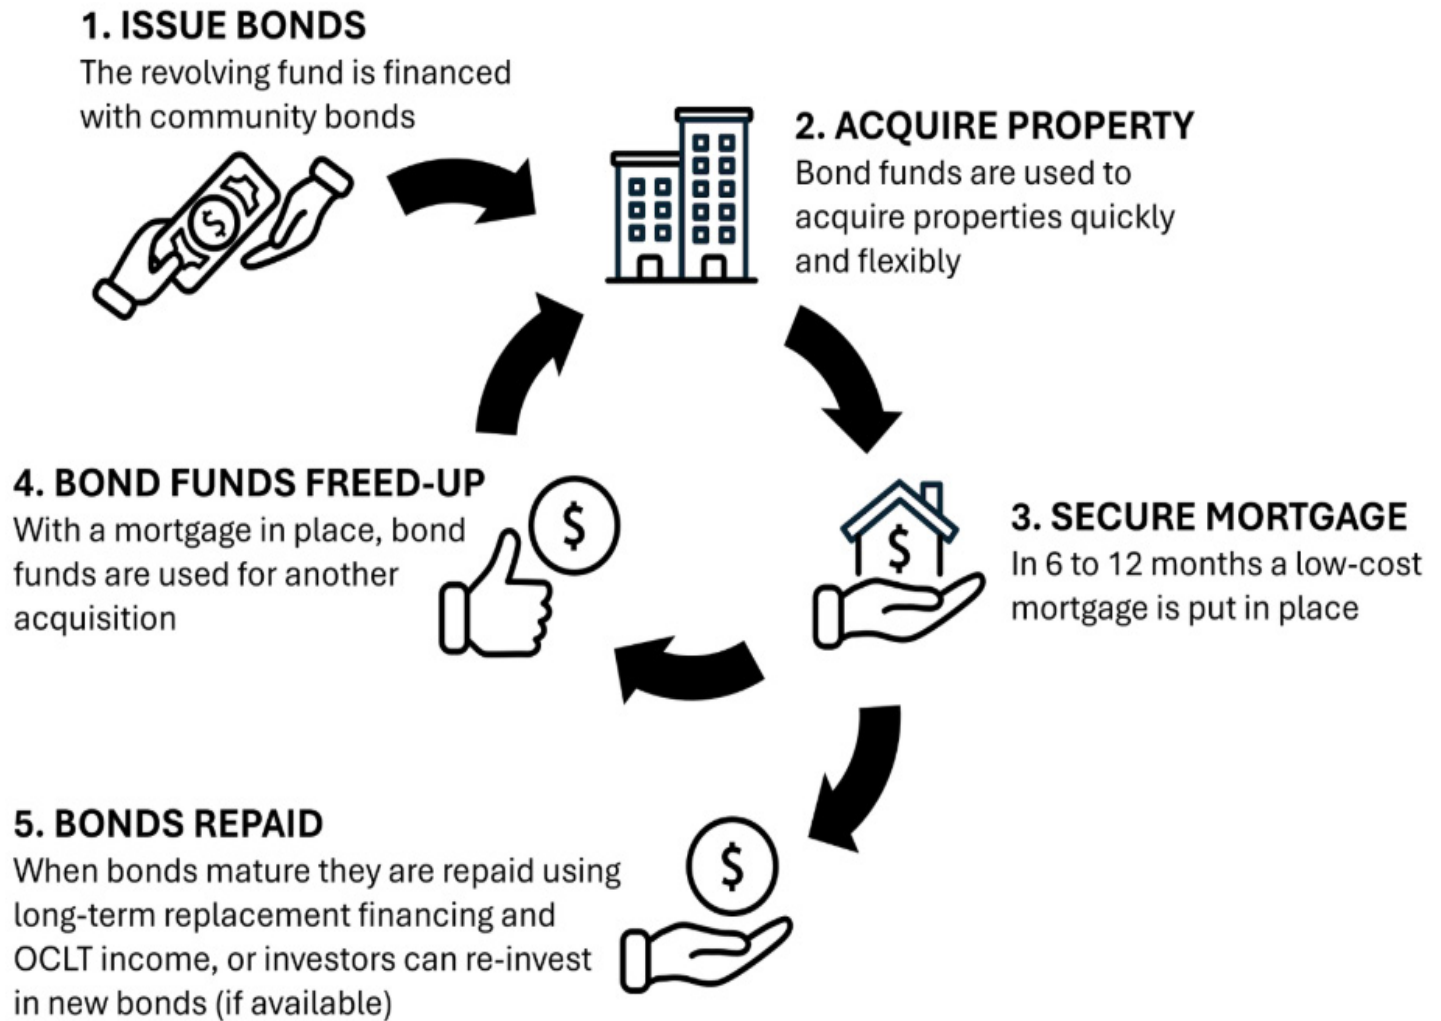 1. ISSUE BONDS
The revolving fund is financed
with community bonds
$
2. ACQUIRE PROPERTY
Bond funds are used to
acquire properties quickly
and flexibly
3. SECURE MORTGAGE
In 6 to 12 months a low-cost
mortgage is put in place
$
4. BOND FUNDS FREED-UP
With a mortgage in place, bond
funds are used for another
acquisition
$
5. BONDS REPAID
When bonds mature they are repaid using
long-term replacement financing and
OCLT income, or investors can re-invest
in new bonds (if available)
$